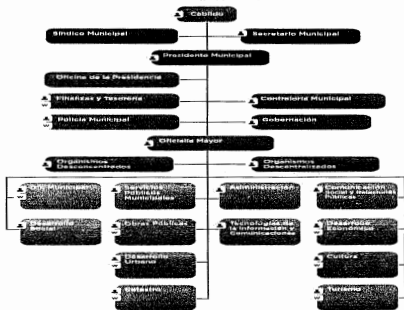 Cabildo
Síndico Municipal
Secretario Municipal
Presidente Municipal
Oficina de la Presidencia
Finanzas y Tesorería
Contraloría Municipal
Policía Municipal
Gobernación
Oficialía Mayor
Organismos
Desconcentrados
Organismos
Descentralizados
DIF Municipal
Servicios
Públicos
Municipales
Administración
Comunicación
Social y Relaciones
Públicas
Desarrollo
Social
Obras Públicas
Tecnologías de
la Información y
Comunicaciones
Desarrollo
Económico
Desarrollo
Urbano
Cultura
Catastro
Turismo